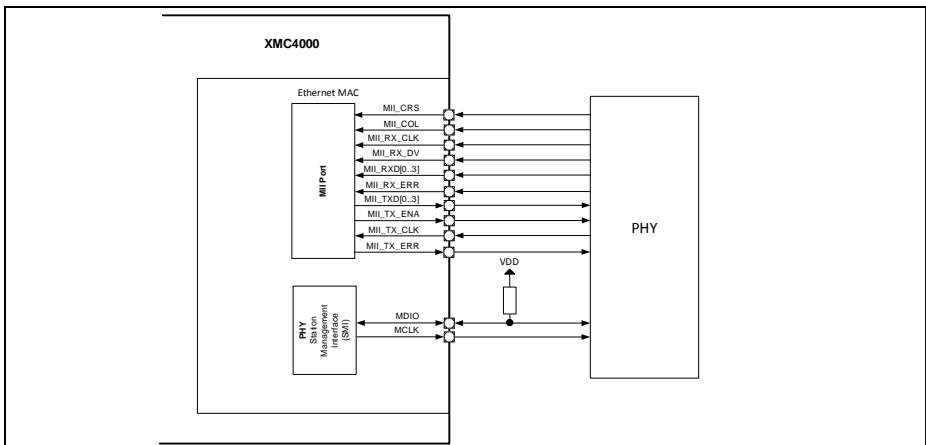 XMC4000
Ethernet MAC
MII Port
MII_CRS
MII_COL
MII_RX_CLK
MII_RX_DV
MII_RXD[0..3]
MII_RX_ERR
MII_TXD[0..3]
MII_TX_ENA
MII_TX_CLK
MII_TX_ERR
PHY
VDD
PHY
Station
Management
Interface
(SMI)
MDIO
MCLK